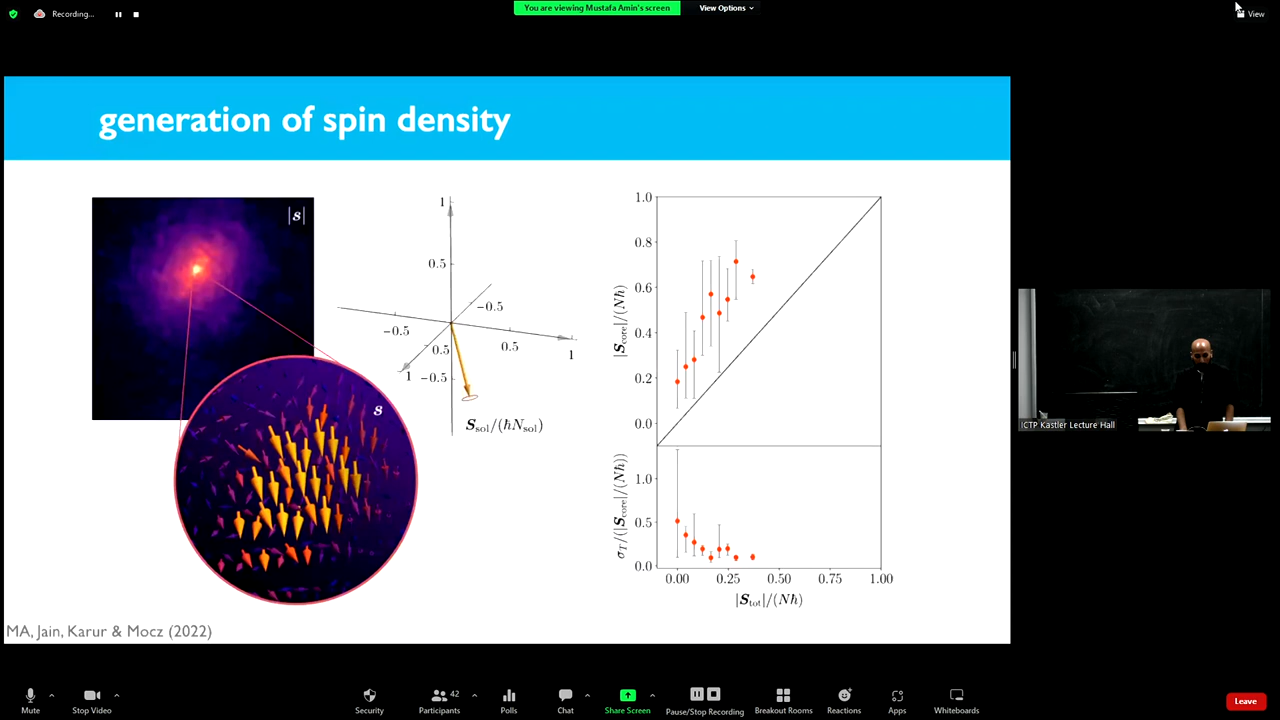 Recording...
You are viewing Mustafa Amin's screen
View Options
View
generation of spin density
|s|
s
1
0.5
−0.5
−0.5
0.5
1
0.5
1
−0.5
S_sol/(ħN_sol)
1.0
0.8
0.6
0.4
0.2
0.0
|S_core|/(Nħ)
1.0
0.5
0.0
σ_T/(|S_core|/(Nħ))
0.00 0.25 0.50 0.75 1.00
|S_tot|/(Nħ)
MA, Jain, Karur & Mocz (2022)
ICTP Kastler Lecture Hall
42
Mute
Stop Video
Security
Participants
Polls
Chat
Share Screen
Pause/Stop Recording
Breakout Rooms
Reactions
Apps
Whiteboards
Leave